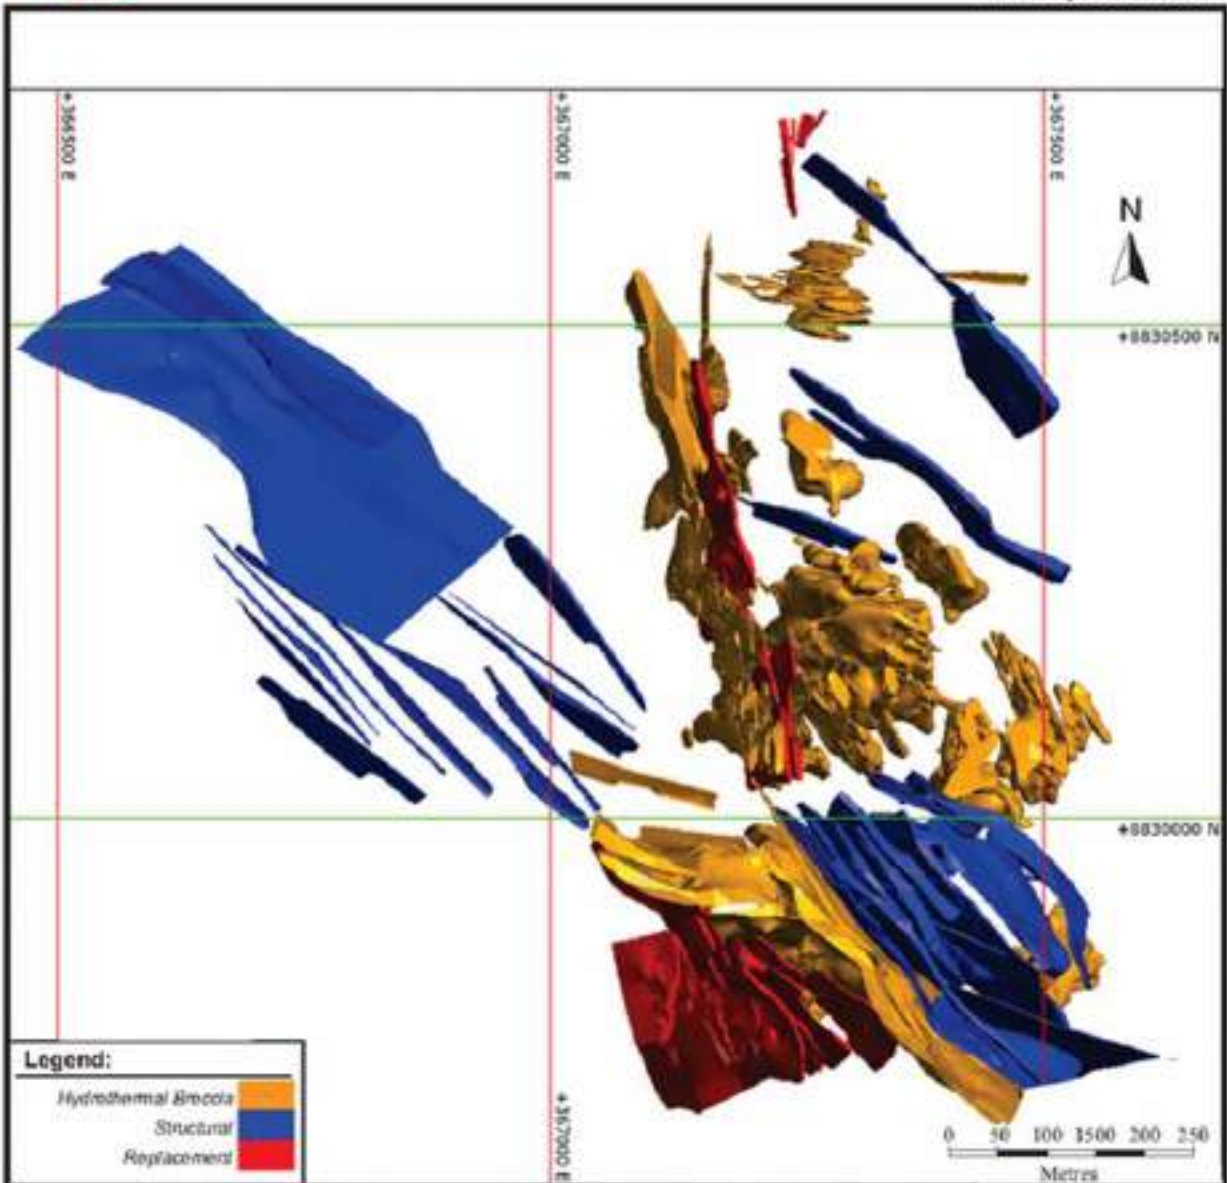 +366500 E
+367000 E
+367500 E
N
+8830500 N
+8830000 N
Legend:
Hydrothermal Breccia
Structural
Replacement
+367000 E
0 50 100 1500 200 250
Metres